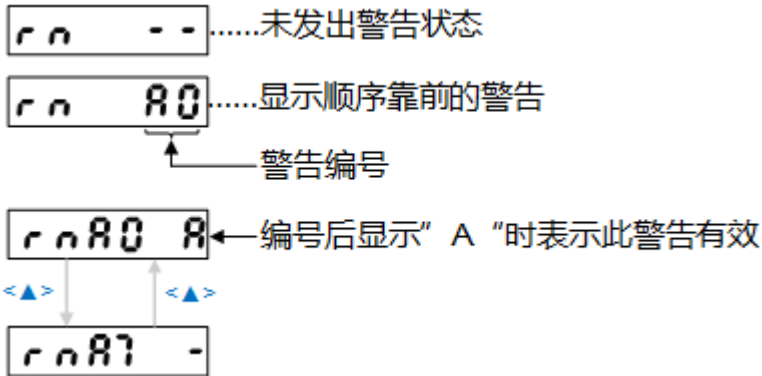 rn --......未发出警告状态
rn A0......显示顺序靠前的警告
警告编号
rnA0 A 编号后显示”A“时表示此警告有效
<▲> <▲>
rnA7 -